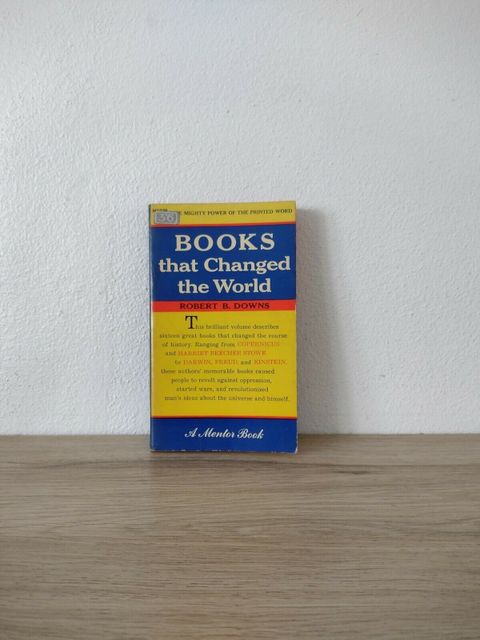 MIGHTY POWER OF THE PRINTED WORD
BOOKS
that Changed
the World
ROBERT B. DOWNS
This brilliant volume describes
sixteen great books that changed the course
of history. Ranging from COPERNICUS
and HARRIET BEECHER STOWE
to DARWIN, FREUD, and EINSTEIN,
these authors' memorable books caused
people to revolt against oppression,
started wars, and revolutionized
man's ideas about the universe and himself.
A Mentor Book